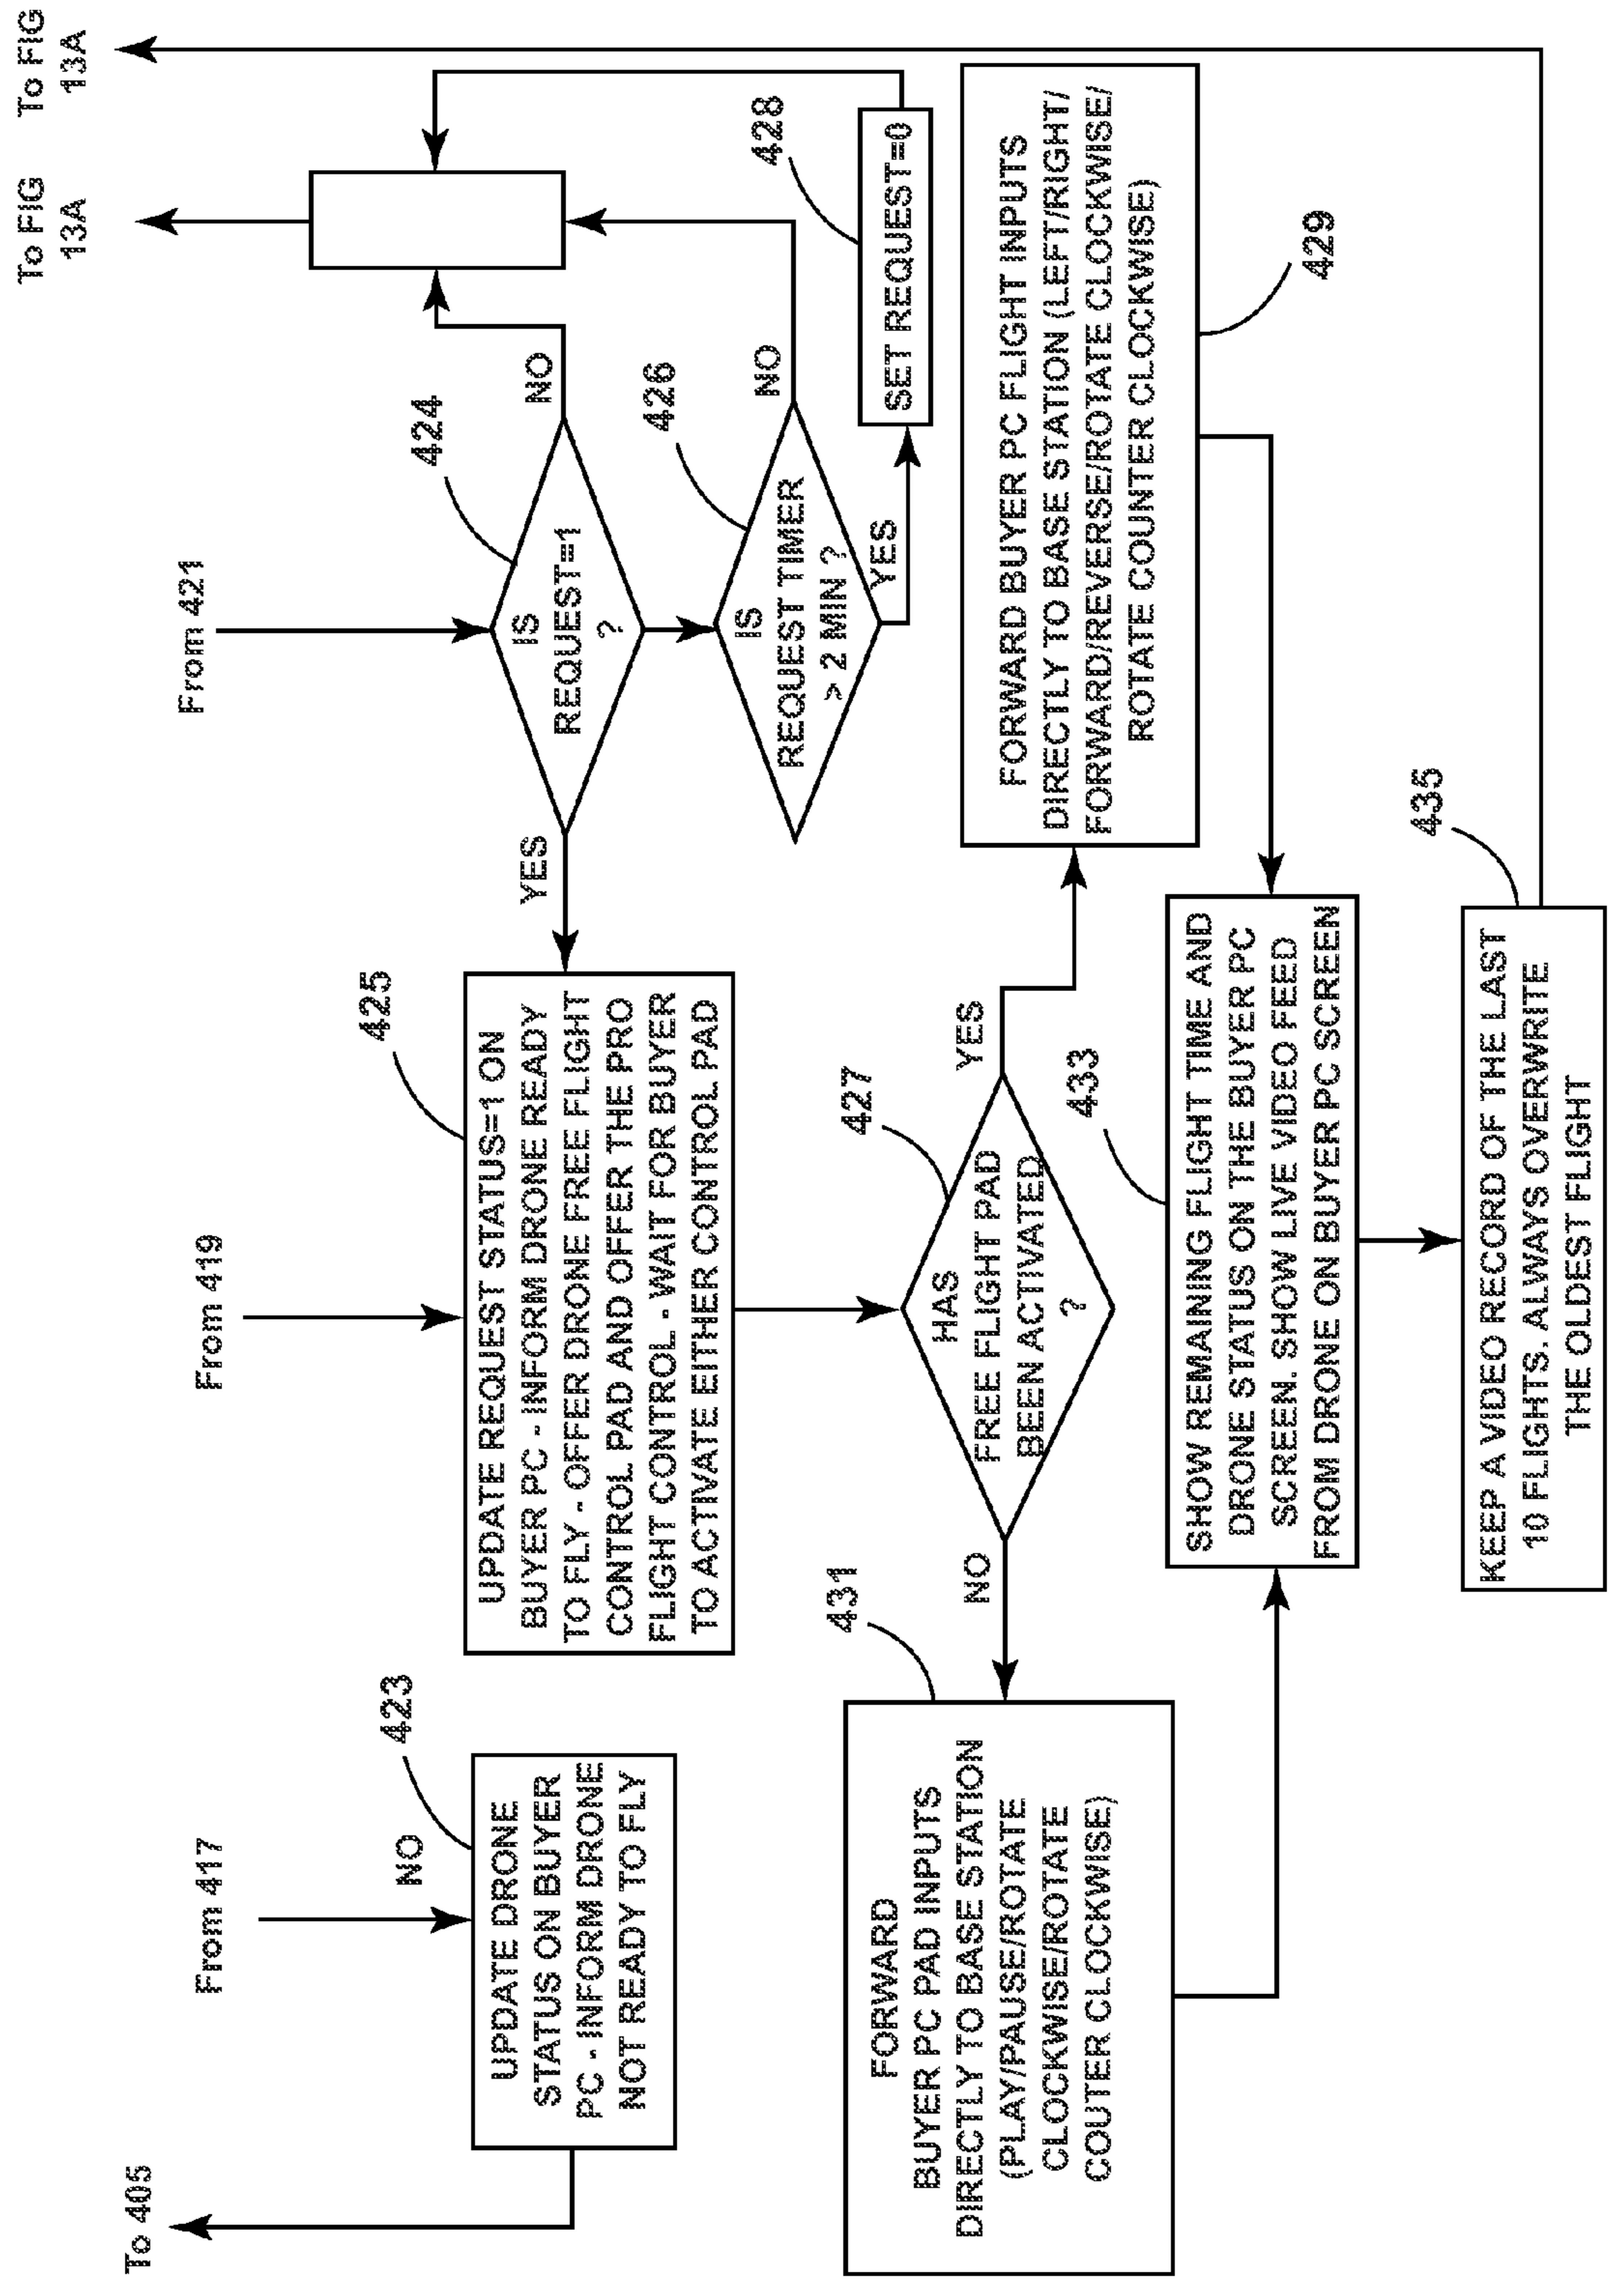 To 405
From 417
NO
423
UPDATE DRONE
STATUS ON BUYER
PC - INFORM DRONE
NOT READY TO FLY
From 419
425
UPDATE REQUEST STATUS=1 ON
BUYER PC - INFORM DRONE READY
TO FLY - OFFER DRONE FREE FLIGHT
CONTROL PAD AND OFFER THE PRO
FLIGHT CONTROL - WAIT FOR BUYER
TO ACTIVATE EITHER CONTROL PAD
From 421
424
IS
REQUEST=1
?
YES
NO
To FIG
13A
To FIG
13A
426
IS
REQUEST TIMER
> 2 MIN ?
NO
YES
428
SET REQUEST=0
431
FORWARD
BUYER PC PAD INPUTS
DIRECTLY TO BASE STATION
(PLAY/PAUSE/ROTATE
CLOCKWISE/ROTATE
COUTER CLOCKWISE)
NO
427
HAS
FREE FLIGHT PAD
BEEN ACTIVATED
?
YES
FORWARD BUYER PC FLIGHT INPUTS
DIRECTLY TO BASE STATION (LEFT/RIGHT/
FORWARD/REVERSE/ROTATE CLOCKWISE/
ROTATE COUNTER CLOCKWISE)
429
433
SHOW REMAINING FLIGHT TIME AND
DRONE STATUS ON THE BUYER PC
SCREEN. SHOW LIVE VIDEO FEED
FROM DRONE ON BUYER PC SCREEN
435
KEEP A VIDEO RECORD OF THE LAST
10 FLIGHTS. ALWAYS OVERWRITE
THE OLDEST FLIGHT